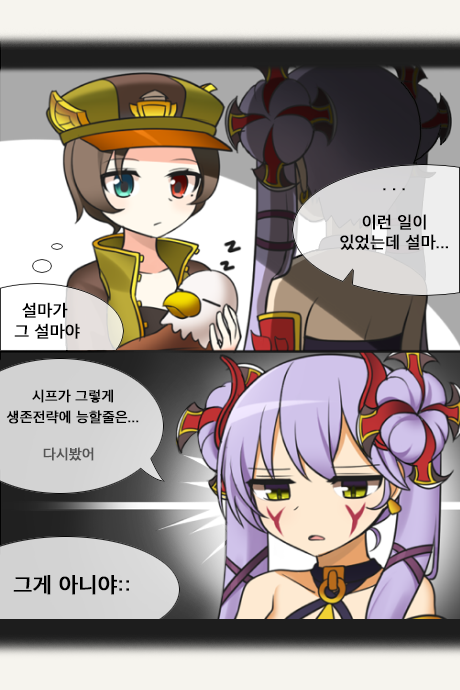 ...
이런 일이
있었는데 설마...
z
z
설마가
그 설마야
시프가 그렇게
생존전략에 능할줄은...
다시봤어
그게 아니야::